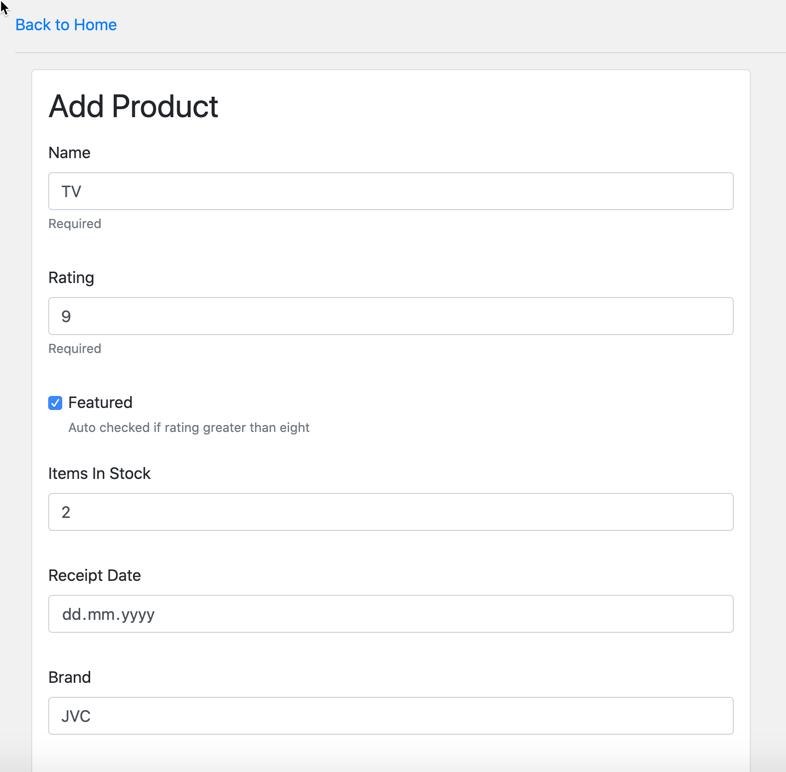 Back to Home
Add Product
Name
TV
Required
Rating
9
Required
Featured
Auto checked if rating greater than eight
Items In Stock
2
Receipt Date
dd.mm.yyyy
Brand
JVC